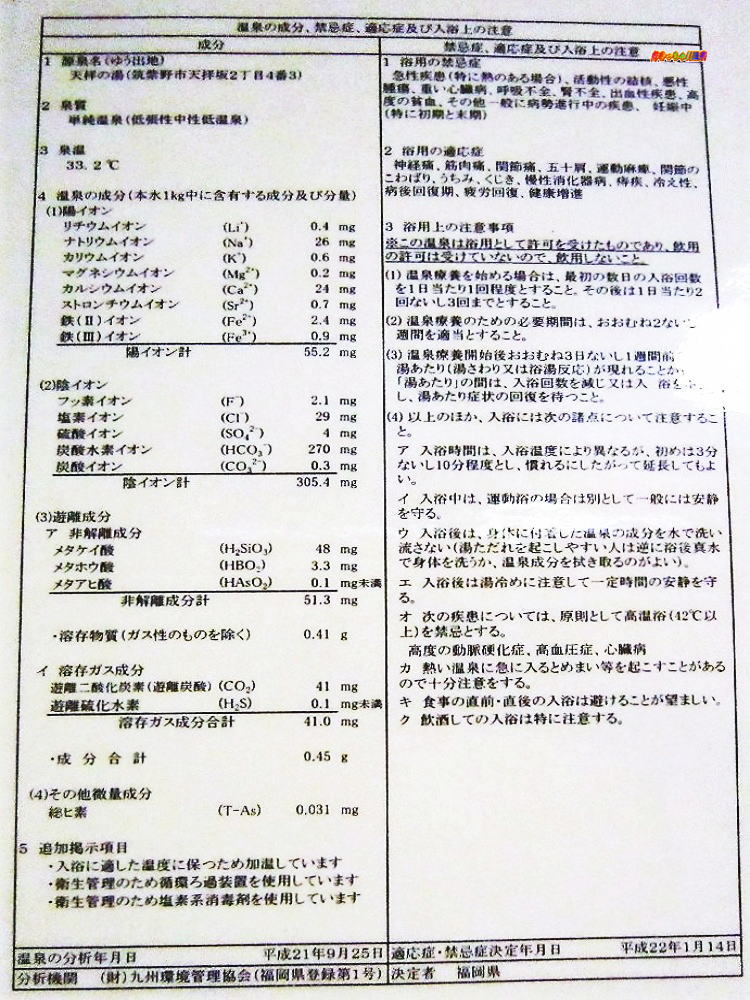 温泉の成分、禁忌症、適応症及び入浴上の注意
成分
1 源泉名(ゆう出地)
天拝の湯(筑紫野市天拝坂2丁目4番3)
2 泉質
単純温泉(低張性中性低温泉)
3 泉温
33.2℃
4 温泉の成分(本水1kg中に含有する成分及び分量)
(1)陽イオン
リチウムイオン (Li⁺) 0.4 mg
ナトリウムイオン (Na⁺) 26 mg
カリウムイオン (K⁺) 0.6 mg
マグネシウムイオン (Mg²⁺) 0.2 mg
カルシウムイオン (Ca²⁺) 24 mg
ストロンチウムイオン (Sr²⁺) 0.7 mg
鉄(Ⅱ)イオン (Fe²⁺) 2.4 mg
鉄(Ⅲ)イオン (Fe³⁺) 0.9 mg
陽イオン計 55.2 mg
(2)陰イオン
フッ素イオン (F⁻) 2.1 mg
塩素イオン (Cl⁻) 29 mg
硫酸イオン (SO₄²⁻) 4 mg
炭酸水素イオン (HCO₃⁻) 270 mg
炭酸イオン (CO₃²⁻) 0.3 mg
陰イオン計 305.4 mg
(3)遊離成分
ア 非解離成分
メタケイ酸 (H₂SiO₃) 48 mg
メタホウ酸 (HBO₂) 3.3 mg
メタアヒ酸 (HAsO₂) 0.1 mg未満
非解離成分計 51.3 mg
・溶存物質(ガス性のものを除く) 0.41 g
イ 溶存ガス成分
遊離二酸化炭素(遊離炭酸) (CO₂) 41 mg
遊離硫化水素 (H₂S) 0.1 mg未満
溶存ガス成分合計 41.0 mg
・成 分 合 計 0.45 g
(4)その他微量成分
総ヒ素 (T-As) 0.031 mg
5 追加掲示項目
・入浴に適した温度に保つため加温しています
・衛生管理のため循環ろ過装置を使用しています
・衛生管理のため塩素系消毒剤を使用しています
温泉の分析年月日 平成21年9月25日
分析機関 (財)九州環境管理協会(福岡県登録第1号)
禁忌症、適応症及び入浴上の注意
1 浴用の禁忌症
急性疾患(特に熱のある場合)、活動性の結核、悪性
腫瘍、重い心臓病、呼吸不全、腎不全、出血性疾患、高
度の貧血、その他一般に病勢進行中の疾患、妊娠中
(特に初期と末期)
2 浴用の適応症
神経痛、筋肉痛、関節痛、五十肩、運動麻痺、関節の
こわばり、うちみ、くじき、慢性消化器病、痔疾、冷え性、
病後回復期、疲労回復、健康増進
3 浴用上の注意事項
※この温泉は浴用として許可を受けたものであり、飲用
の許可は受けていないので、飲用しないこと。
(1) 温泉療養を始める場合は、最初の数日の入浴回数
を1日当たり1回程度とすること。その後は1日当たり2
回ないし3回までとすること。
(2) 温泉療養のための必要期間は、おおむね2ない
週間を適当とすること。
(3) 温泉療養開始後おおむね3日ないし1週間前
湯あたり(湯さわり又は浴湯反応)が現れることか
「湯あたり」の間は、入浴回数を減じ又は入 浴を
し、湯あたり症状の回復を待つこと。
(4) 以上のほか、入浴には次の諸点について注意するこ
と。
ア 入浴時間は、入浴温度により異なるが、初めは3分
ないし10分程度とし、慣れるにしたがって延長してもよ
い。
イ 入浴中は、運動浴の場合は別として一般には安静
を守る。
ウ 入浴後は、身体に付着した温泉の成分を水で洗い
流さない(湯ただれを起こしやすい人は逆に浴後真水
で身体を洗うか、温泉成分を拭き取るのがよい)。
エ 入浴後は湯冷めに注意して一定時間の安静を守
る。
オ 次の疾患については、原則として高温浴(42℃以
上)を禁忌とする。
高度の動脈硬化症、高血圧症、心臓病
カ 熱い温泉に急に入るとめまい等を起こすことがある
ので十分注意をする。
キ 食事の直前・直後の入浴は避けることが望ましい。
ク 飲酒しての入浴は特に注意する。
適応症・禁忌症決定年月日 平成22年1月14日
決定者 福岡県